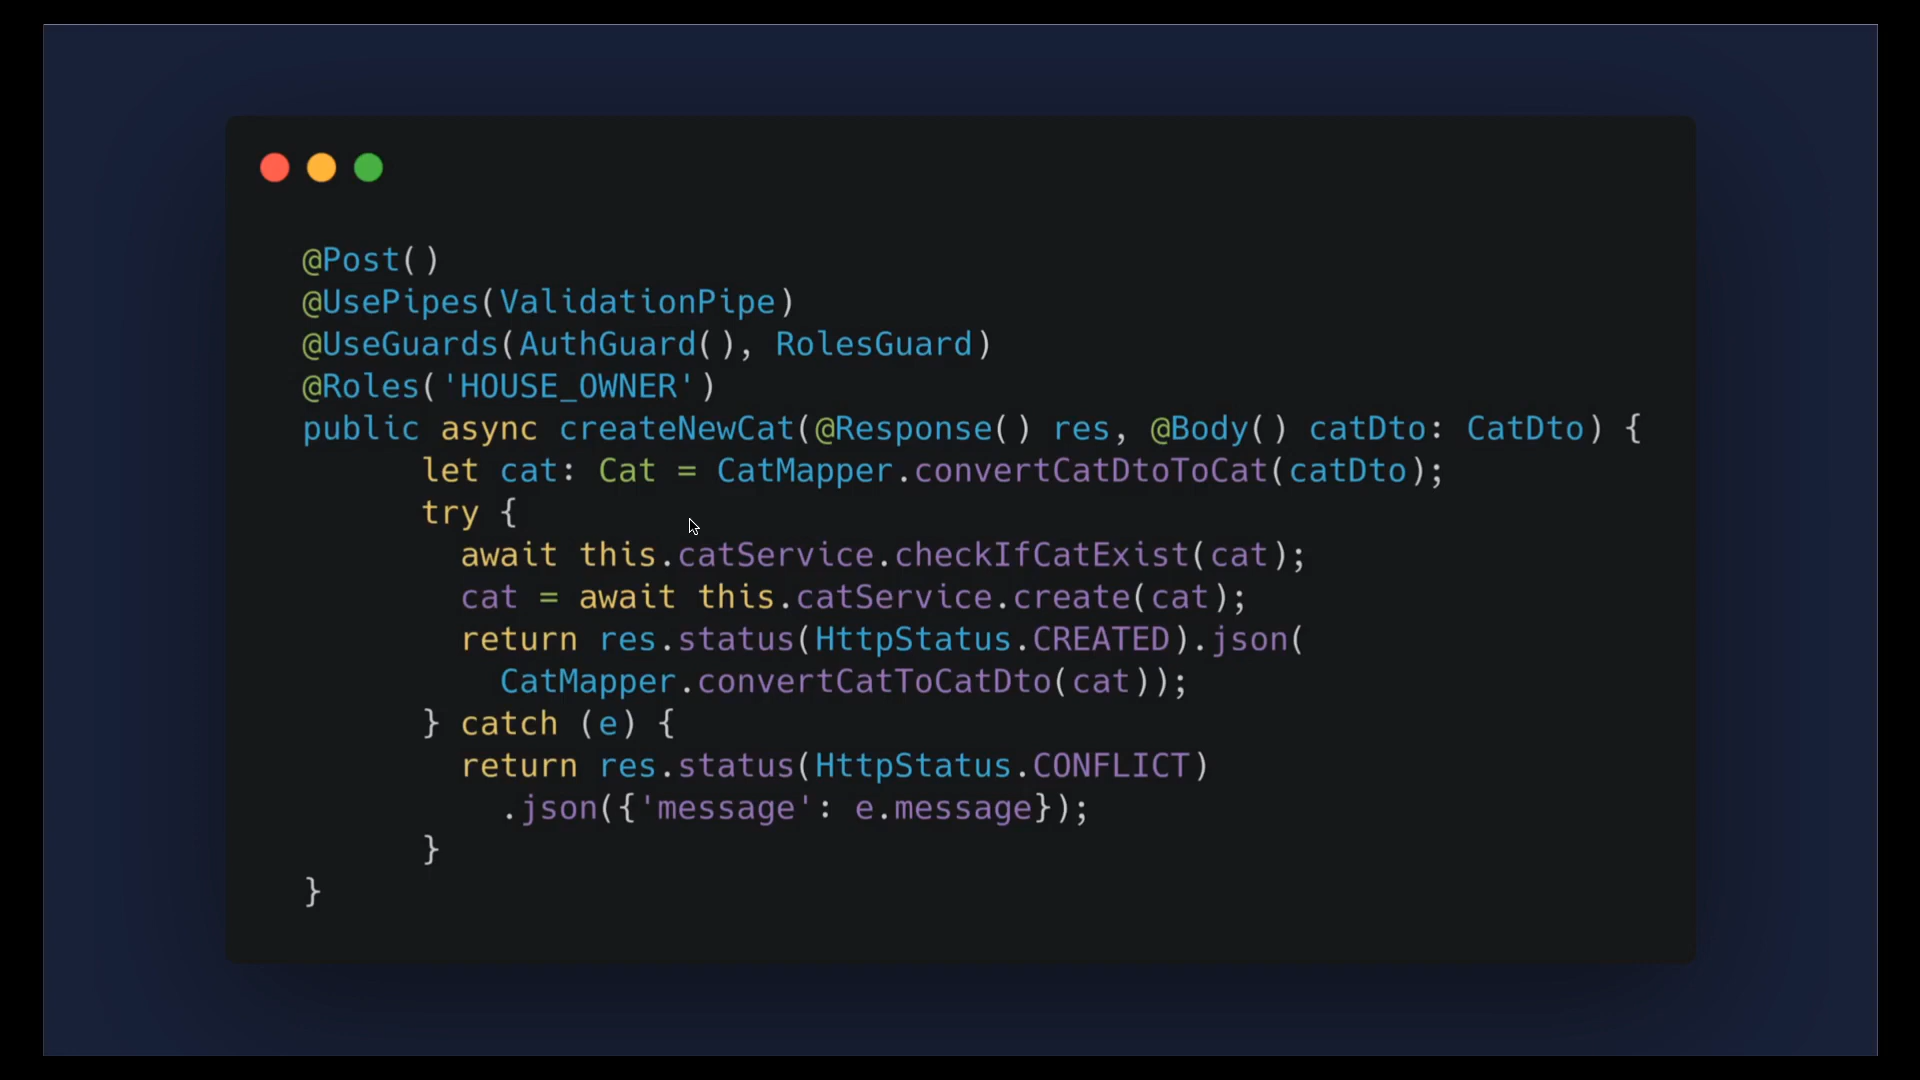 @Post()
@UsePipes(ValidationPipe)
@UseGuards(AuthGuard(), RolesGuard)
@Roles('HOUSE_OWNER')
public async createNewCat(@Response() res, @Body() catDto: CatDto) {
let cat: Cat = CatMapper.convertCatDtoToCat(catDto);
try {
await this.catService.checkIfCatExist(cat);
cat = await this.catService.create(cat);
return res.status(HttpStatus.CREATED).json(
CatMapper.convertCatToCatDto(cat));
} catch (e) {
return res.status(HttpStatus.CONFLICT)
.json({'message': e.message});
}
}